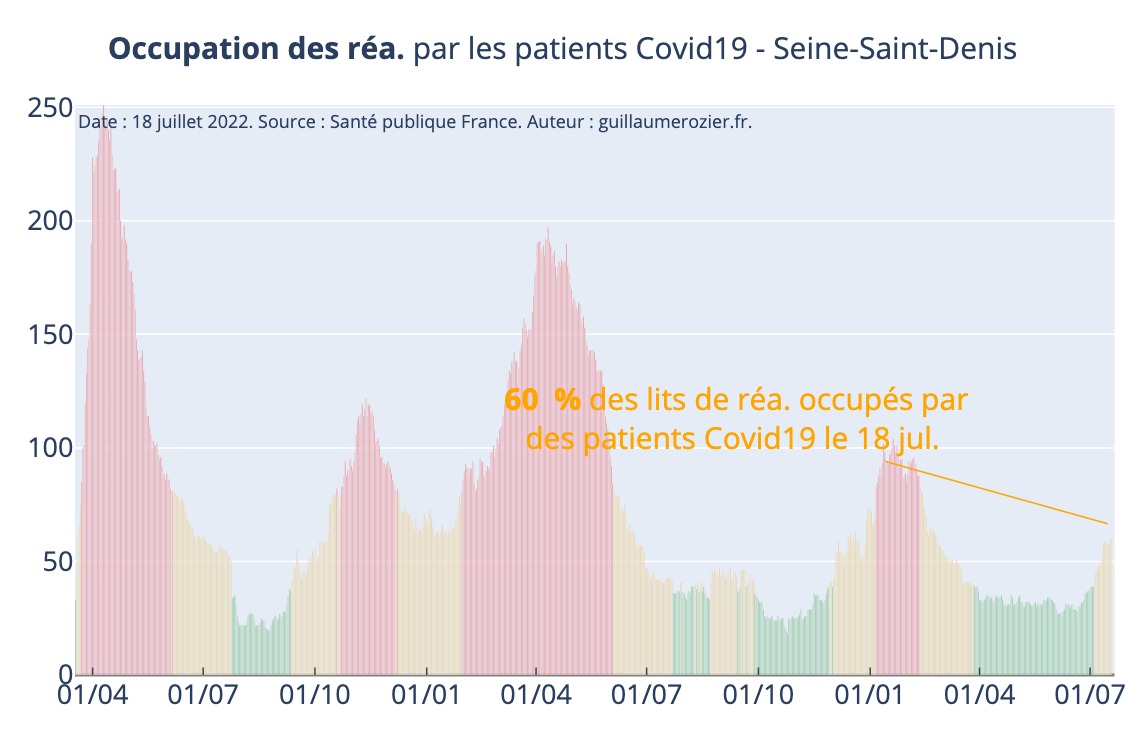 Occupation des réa. par les patients Covid19 - Seine-Saint-Denis
250
Date : 18 juillet 2022. Source : Santé publique France. Auteur : guillaumerozier.fr.
200
150
60 % des lits de réa. occupés par
des patients Covid19 le 18 jul.
100
50
0
01/04 01/07 01/10 01/01 01/04 01/07 01/10 01/01 01/04 01/07